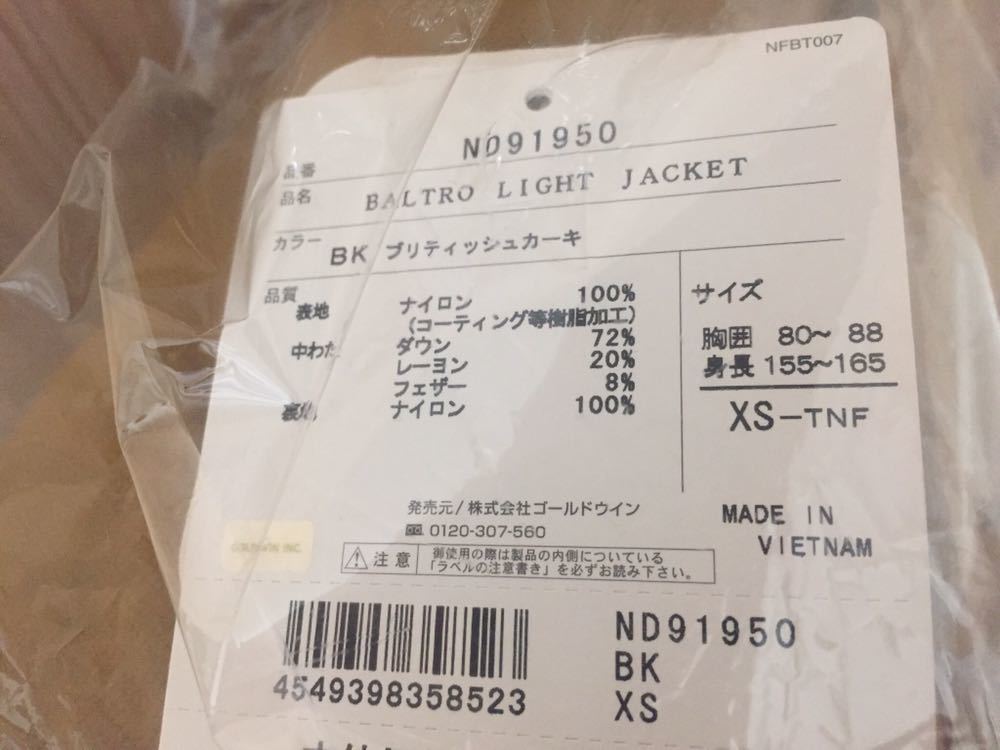 NFBT007
品番 ND91950
品名 BALTRO LIGHT JACKET
カラー BK ブリティッシュカーキ
品質
表地 ナイロン 100%
(コーティング等樹脂加工)
中わた ダウン 72%
レーヨン 20%
フェザー 8%
裏地 ナイロン 100%
サイズ
胸囲 80〜 88
身長 155〜165
XS-TNF
発売元/株式会社ゴールドウイン
0120-307-560
注意 御使用の際は製品の内側についている
「ラベルの注意書き」を必ずお読み下さい。
MADE IN
VIETNAM
GOLDWIN INC.
4549398358523
ND91950
BK
XS